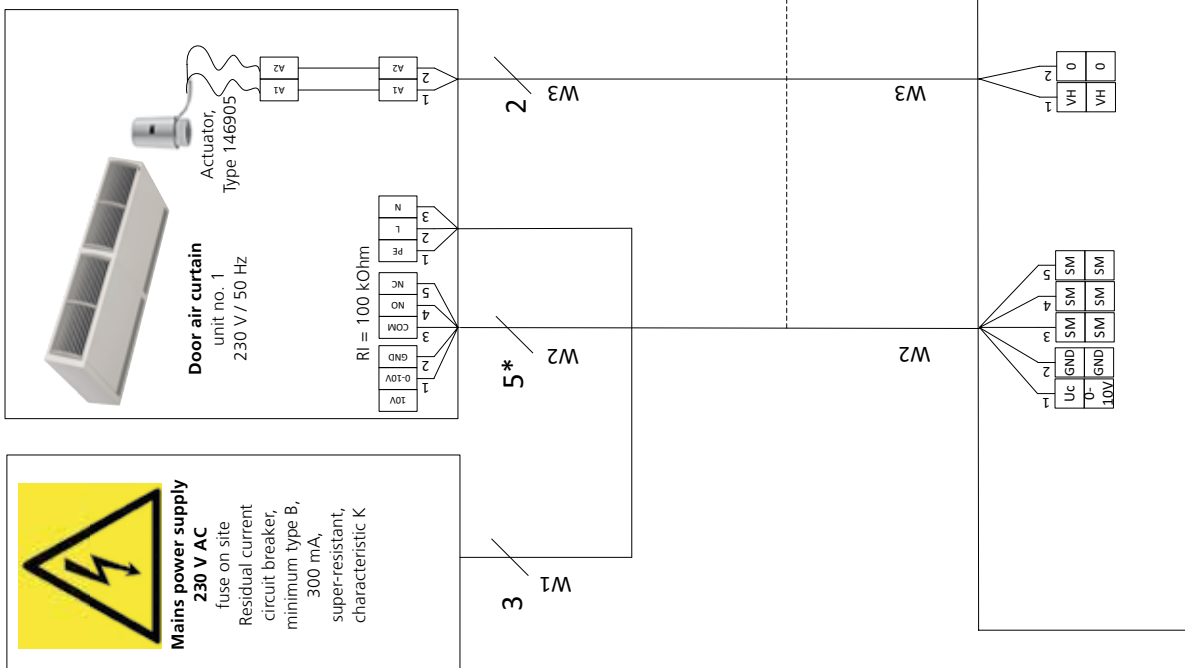 Actuator,
Type 146905
A2
A1
A2
A1
2
1
2
W3
W3
2
1
0
0
VH
VH
Door air curtain
unit no. 1
230 V / 50 Hz
RI = 100 kOhm
N
L
PE
3
2
1
NC
NO
COM
GND
0-10V
10V
5
4
3
2
1
5*
W2
W2
5
4
3
2
1
SM
SM
SM
SM
SM
SM
GND
GND
Uc
0-
10V
Mains power supply
230 V AC
fuse on site
Residual current
circuit breaker,
minimum type B,
300 mA,
super-resistant,
characteristic K
3
W1